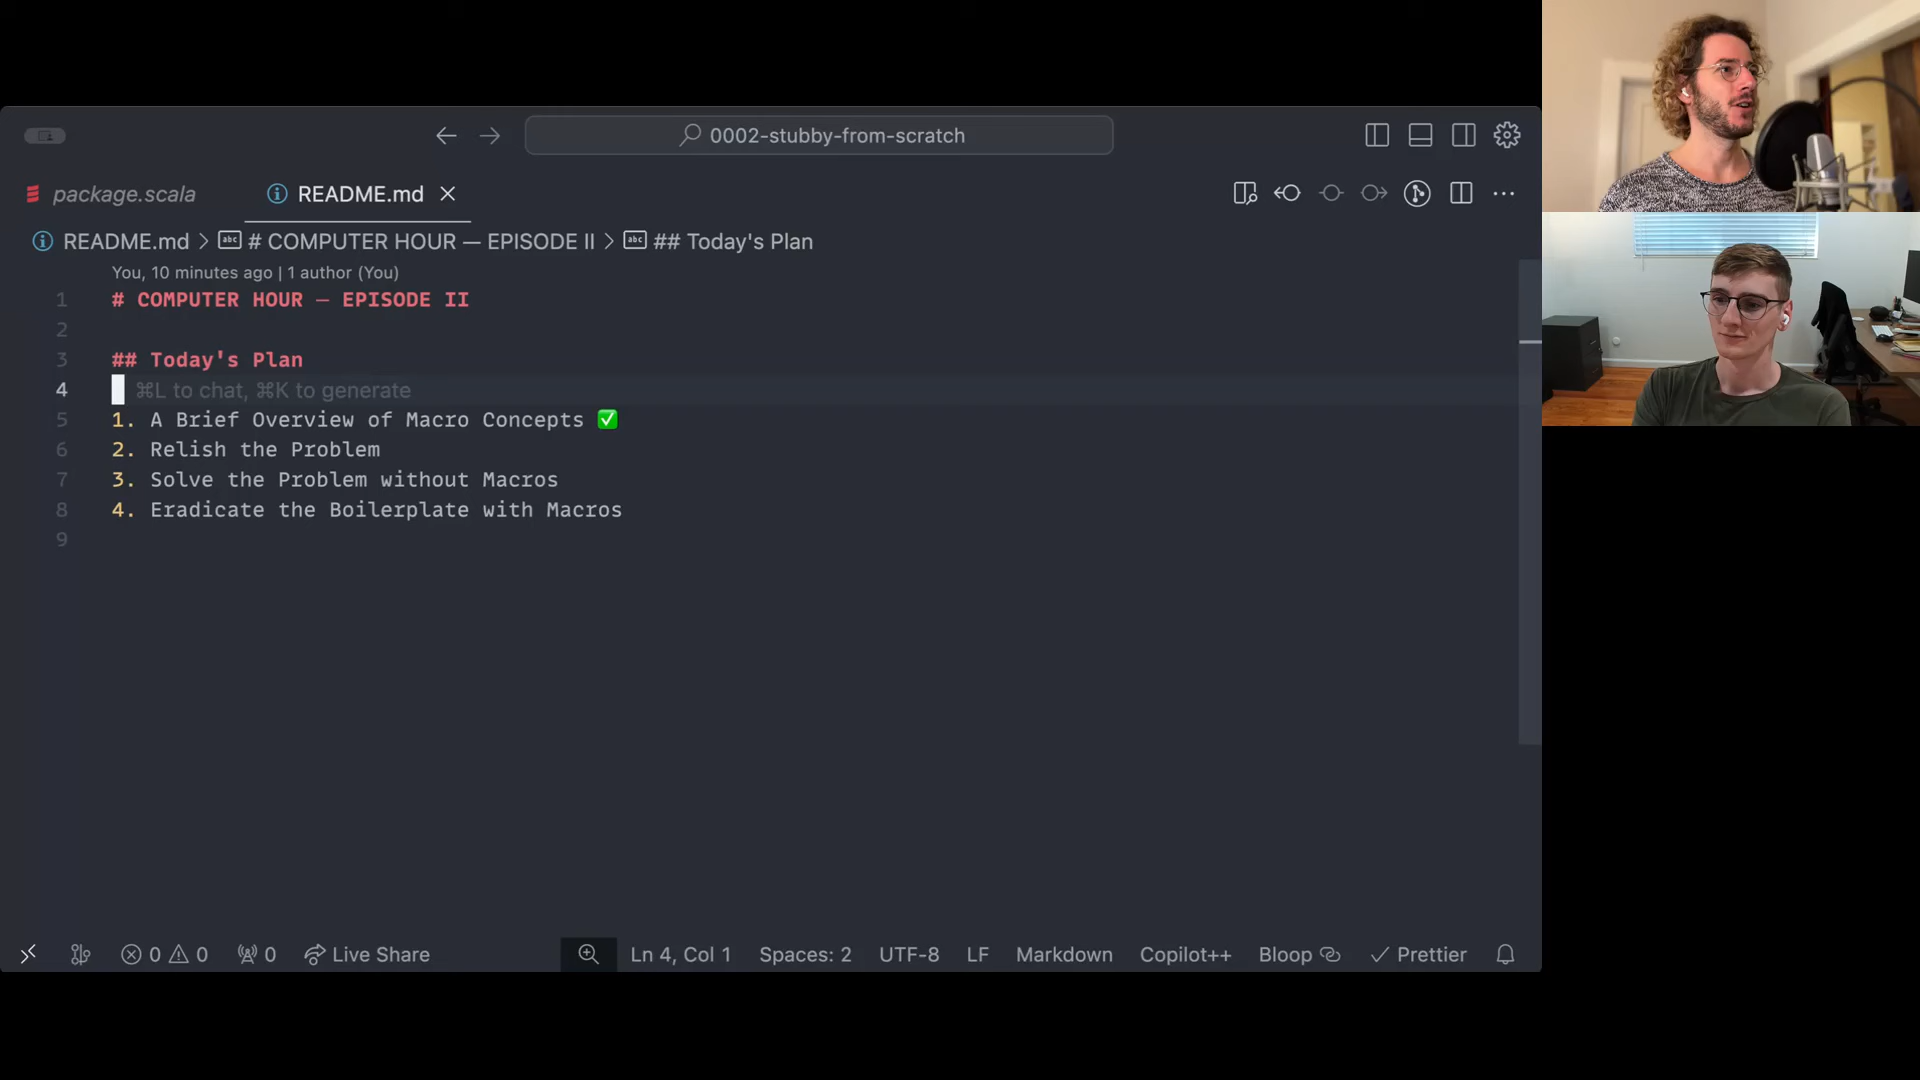 0002-stubby-from-scratch
package.scala
README.md
README.md > # COMPUTER HOUR — EPISODE II > ## Today's Plan
You, 10 minutes ago | 1 author (You)
1 # COMPUTER HOUR — EPISODE II
2
3 ## Today's Plan
4 ⌘L to chat, ⌘K to generate
5 1. A Brief Overview of Macro Concepts ✅
6 2. Relish the Problem
7 3. Solve the Problem without Macros
8 4. Eradicate the Boilerplate with Macros
9
0 0 0 Live Share Ln 4, Col 1 Spaces: 2 UTF-8 LF Markdown Copilot++ Bloop Prettier